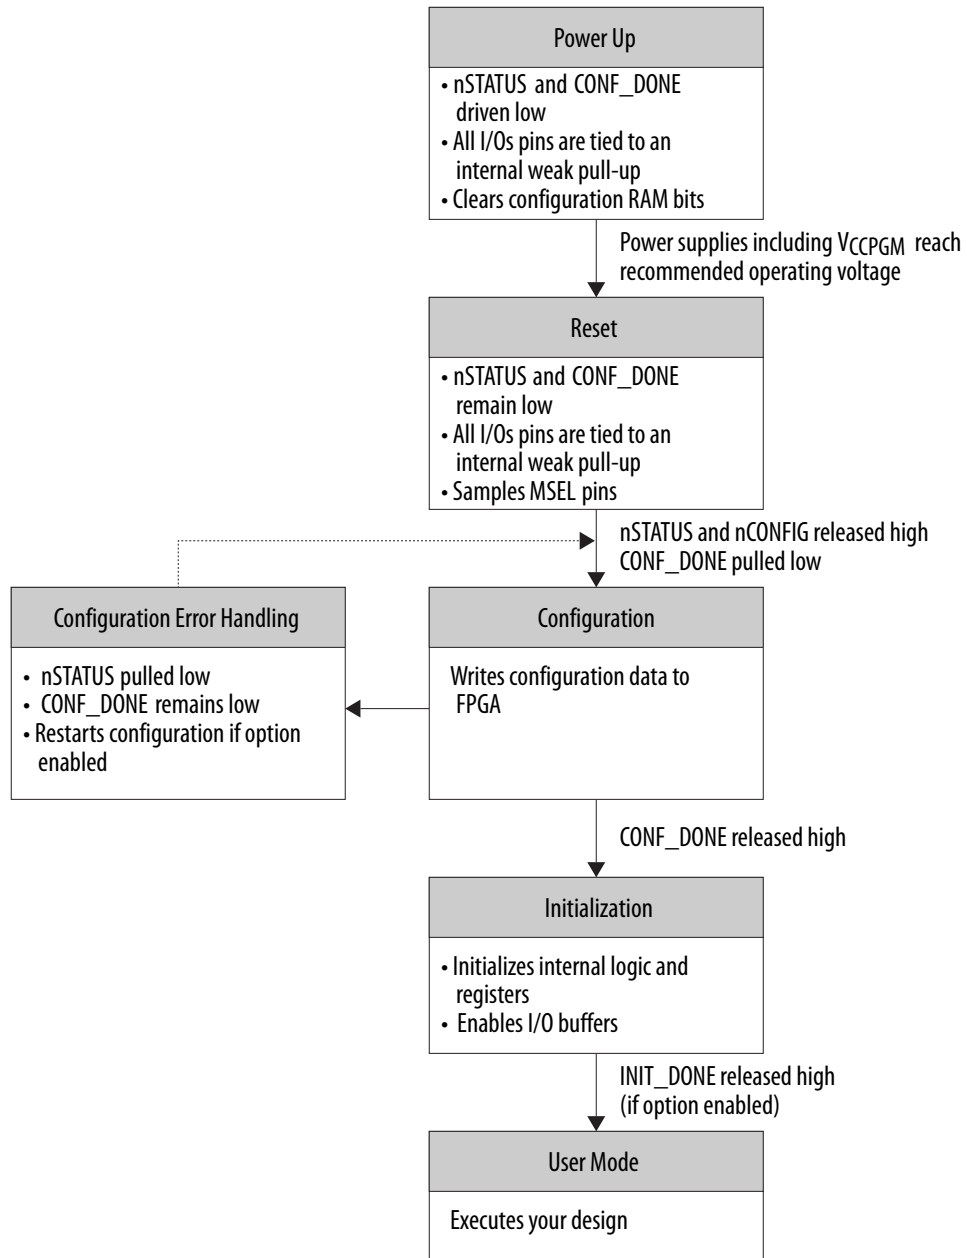 Power Up
• nSTATUS and CONF_DONE
driven low
• All I/Os pins are tied to an
internal weak pull-up
• Clears configuration RAM bits
Power supplies including VCCPGM reach
recommended operating voltage
Reset
• nSTATUS and CONF_DONE
remain low
• All I/Os pins are tied to an
internal weak pull-up
• Samples MSEL pins
nSTATUS and nCONFIG released high
CONF_DONE pulled low
Configuration Error Handling
• nSTATUS pulled low
• CONF_DONE remains low
• Restarts configuration if option
enabled
Configuration
Writes configuration data to
FPGA
CONF_DONE released high
Initialization
• Initializes internal logic and
registers
• Enables I/O buffers
INIT_DONE released high
(if option enabled)
User Mode
Executes your design